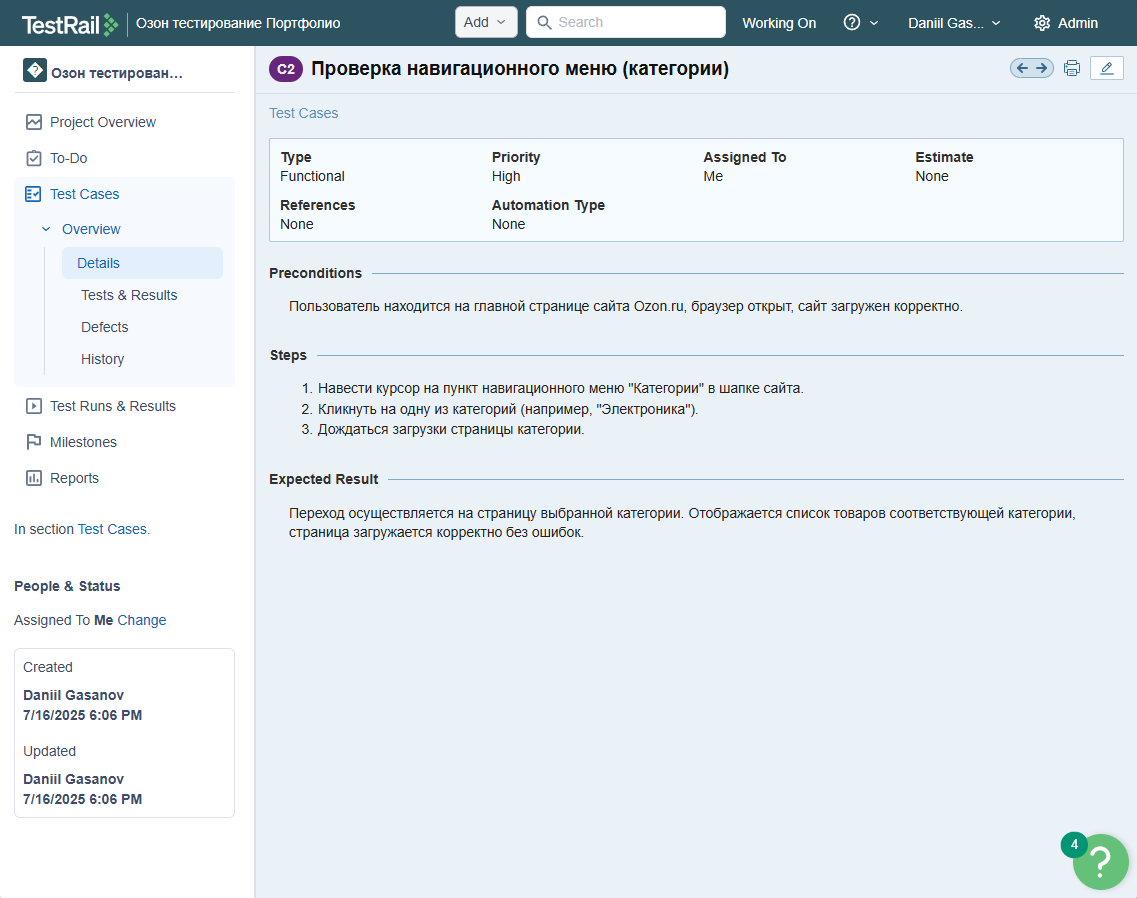 TestRail
Озон тестирование Портфолио
Add
Search
Working On
Daniil Gas...
Admin
Озон тестирован...
Project Overview
To-Do
Test Cases
Overview
Details
Tests & Results
Defects
History
Test Runs & Results
Milestones
Reports
In section Test Cases.
People & Status
Assigned To Me Change
Created
Daniil Gasanov
7/16/2025 6:06 PM
Updated
Daniil Gasanov
7/16/2025 6:06 PM
C2 Проверка навигационного меню (категории)
Test Cases
Type Priority Assigned To Estimate
Functional High Me None
References Automation Type
None None
Preconditions
Пользователь находится на главной странице сайта Ozon.ru, браузер открыт, сайт загружен корректно.
Steps
1. Навести курсор на пункт навигационного меню "Категории" в шапке сайта.
2. Кликнуть на одну из категорий (например, "Электроника").
3. Дождаться загрузки страницы категории.
Expected Result
Переход осуществляется на страницу выбранной категории. Отображается список товаров соответствующей категории,
страница загружается корректно без ошибок.
4
?